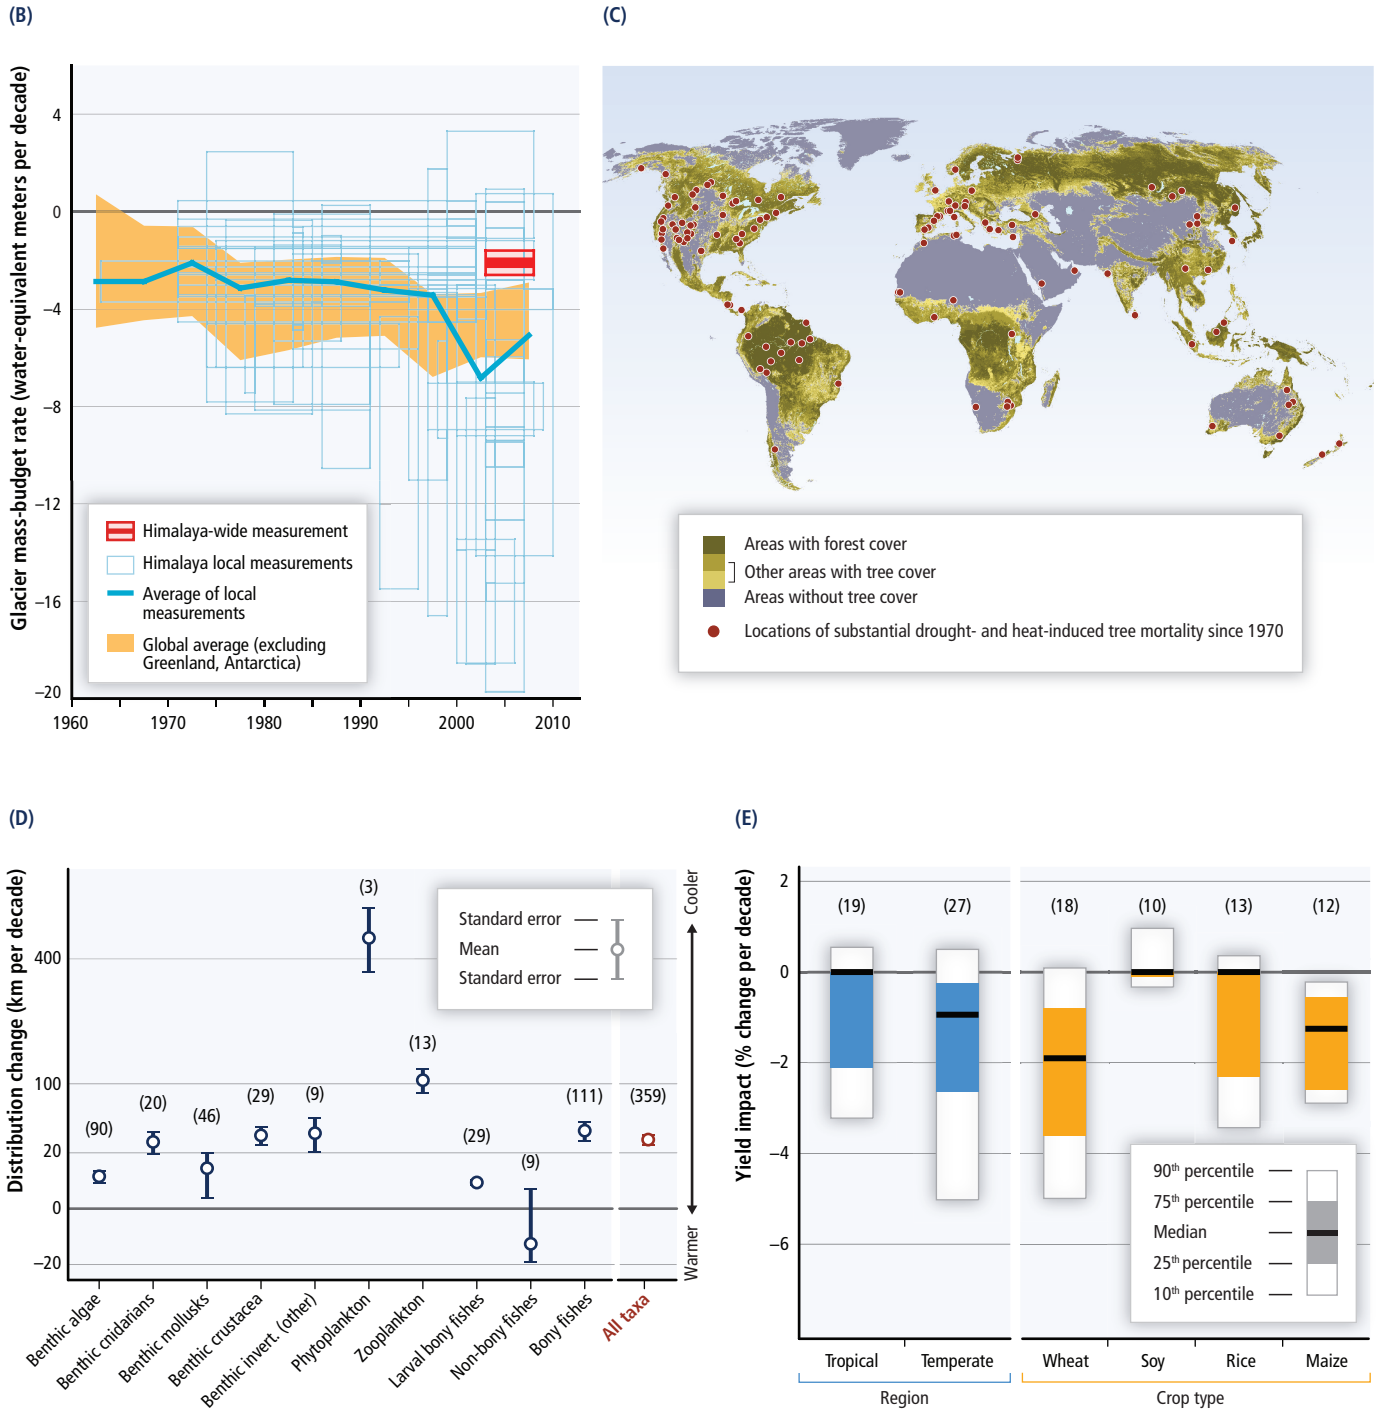 (B)
Glacier mass-budget rate (water-equivalent meters per decade)
4
0
−4
−8
−12
−16
−20
1960
1970
1980
1990
2000
2010
Himalaya-wide measurement
Himalaya local measurements
Average of local
measurements
Global average (excluding
Greenland, Antarctica)
(C)
Areas with forest cover
Other areas with tree cover
Areas without tree cover
Locations of substantial drought- and heat-induced tree mortality since 1970
(D)
Distribution change (km per decade)
400
100
20
0
−20
(90)
(20)
(46)
(29)
(9)
(3)
(13)
(29)
(9)
(111)
(359)
Standard error
Mean
Standard error
Cooler
Warmer
Benthic algae
Benthic cnidarians
Benthic mollusks
Benthic crustacea
Benthic invert. (other)
Phytoplankton
Zooplankton
Larval bony fishes
Non-bony fishes
Bony fishes
All taxa
(E)
Yield impact (% change per decade)
2
0
−2
−4
−6
(19)
(27)
(18)
(10)
(13)
(12)
90th percentile
75th percentile
Median
25th percentile
10th percentile
Tropical
Temperate
Wheat
Soy
Rice
Maize
Region
Crop type